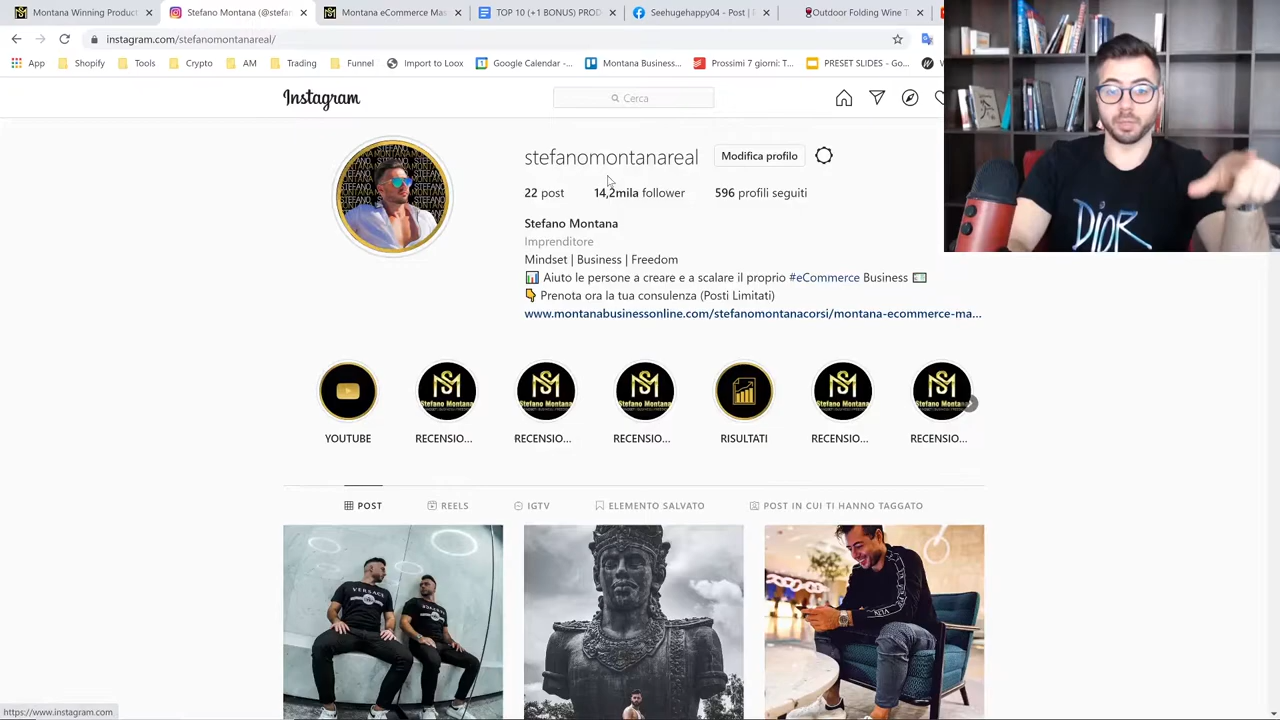 Montana Winning Product
Stefano Montana (@stefan
Montana eCommerce Mas
TOP 10 (+1 BONUS) PROD
Seehugehappy04 - Post |
Outdoor Folding Wine T
instagram.com/stefanomontanareal/
App
Shopify
Tools
Crypto
AM
Trading
Funnel
Import to Loox
Google Calendar -...
Montana Business...
Prossimi 7 giorni: T...
PRESET SLIDES - Go...
Instagram
Cerca
stefanomontanareal
Modifica profilo
22 post
14,2mila follower
596 profili seguiti
Stefano Montana
Imprenditore
Mindset | Business | Freedom
📊 Aiuto le persone a creare e a scalare il proprio #eCommerce Business 💵
👇 Prenota ora la tua consulenza (Posti Limitati)
www.montanabusinessonline.com/stefanomontanacorsi/montana-ecommerce-ma...
YOUTUBE
RECENSIO...
RECENSIO...
RECENSIO...
RISULTATI
RECENSIO...
RECENSIO...
POST
REELS
IGTV
ELEMENTO SALVATO
POST IN CUI TI HANNO TAGGATO
DIOR
VERSACE
https://www.instagram.com